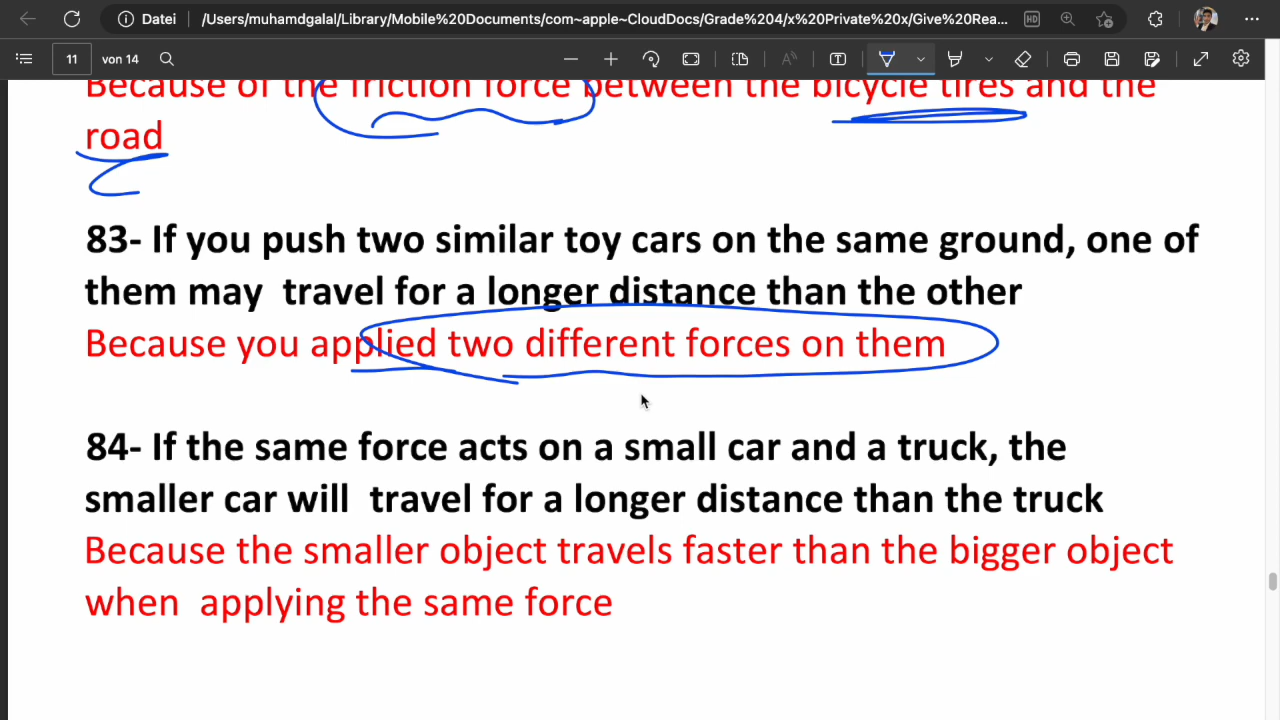 Datei
/Users/muhamdgalal/Library/Mobile%20Documents/com~apple~CloudDocs/Grade%204/x%20Private%20x/Give%20Rea...
HD
11 von 14
Because of the friction force between the bicycle tires and the
road
83- If you push two similar toy cars on the same ground, one of
them may travel for a longer distance than the other
Because you applied two different forces on them
84- If the same force acts on a small car and a truck, the
smaller car will travel for a longer distance than the truck
Because the smaller object travels faster than the bigger object
when applying the same force